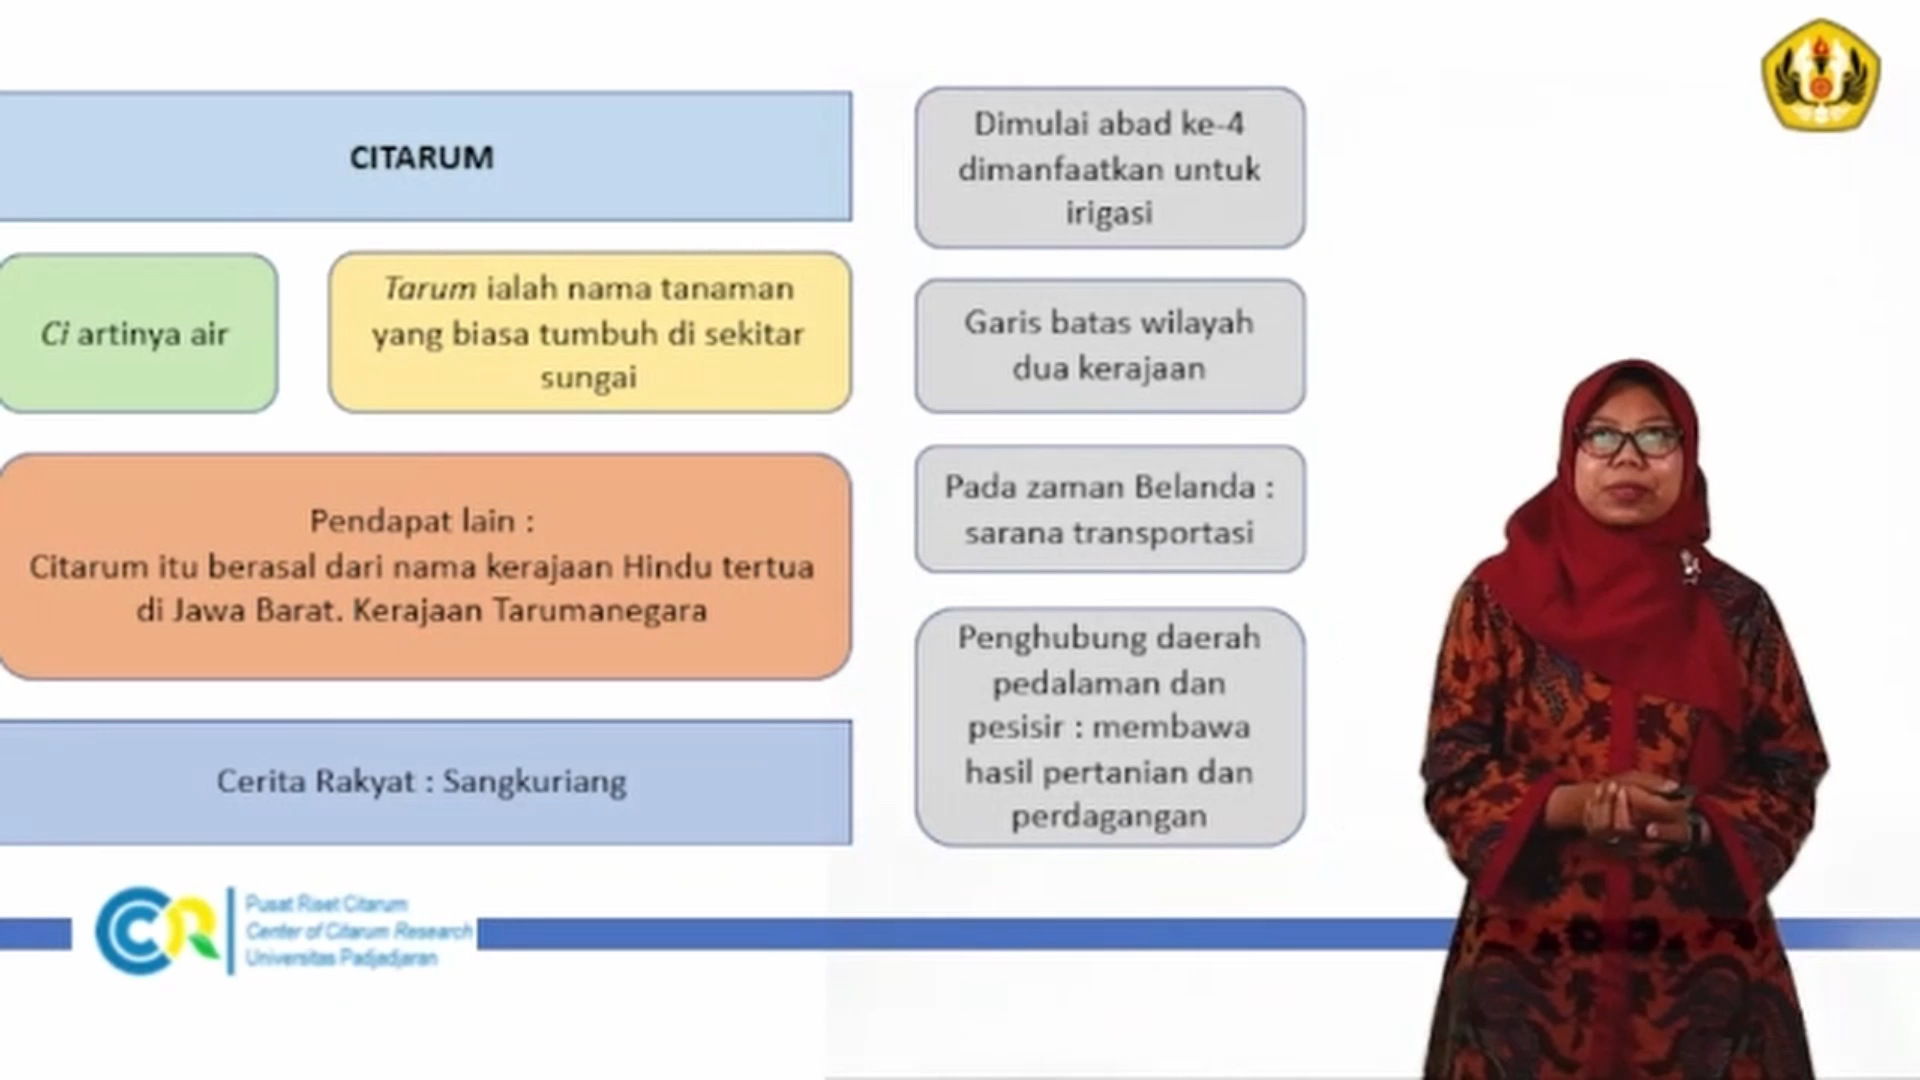 CITARUM
Ci artinya air
Tarum ialah nama tanaman
yang biasa tumbuh di sekitar
sungai
Pendapat lain :
Citarum itu berasal dari nama kerajaan Hindu tertua
di Jawa Barat. Kerajaan Tarumanegara
Cerita Rakyat : Sangkuriang
Dimulai abad ke-4
dimanfaatkan untuk
irigasi
Garis batas wilayah
dua kerajaan
Pada zaman Belanda :
sarana transportasi
Penghubung daerah
pedalaman dan
pesisir : membawa
hasil pertanian dan
perdagangan
Pusat Riset Citarum
Center of Citarum Research
Universitas Padjadjaran